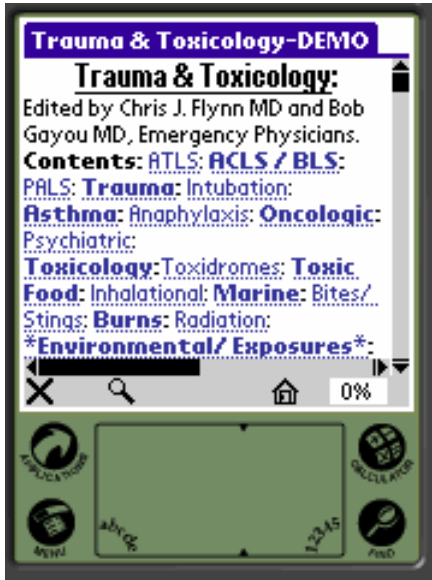 Trauma & Toxicology-DEMO
Trauma & Toxicology:
Edited by Chris J. Flynn MD and Bob
Gayou MD, Emergency Physicians.
Contents: ATLS: ACLS / BLS:
PALS: Trauma: Intubation:
Asthma: Anaphylaxis: Oncologic:
Psychiatric:
Toxicology:Toxidromes: Toxic
Food: Inhalational: Marine: Bites/
Stings: Burns: Radiation:
*Environmental/ Exposures*:
0%
APPLICATIONS
CALCULATOR
MENU
abcde
12345
FIND